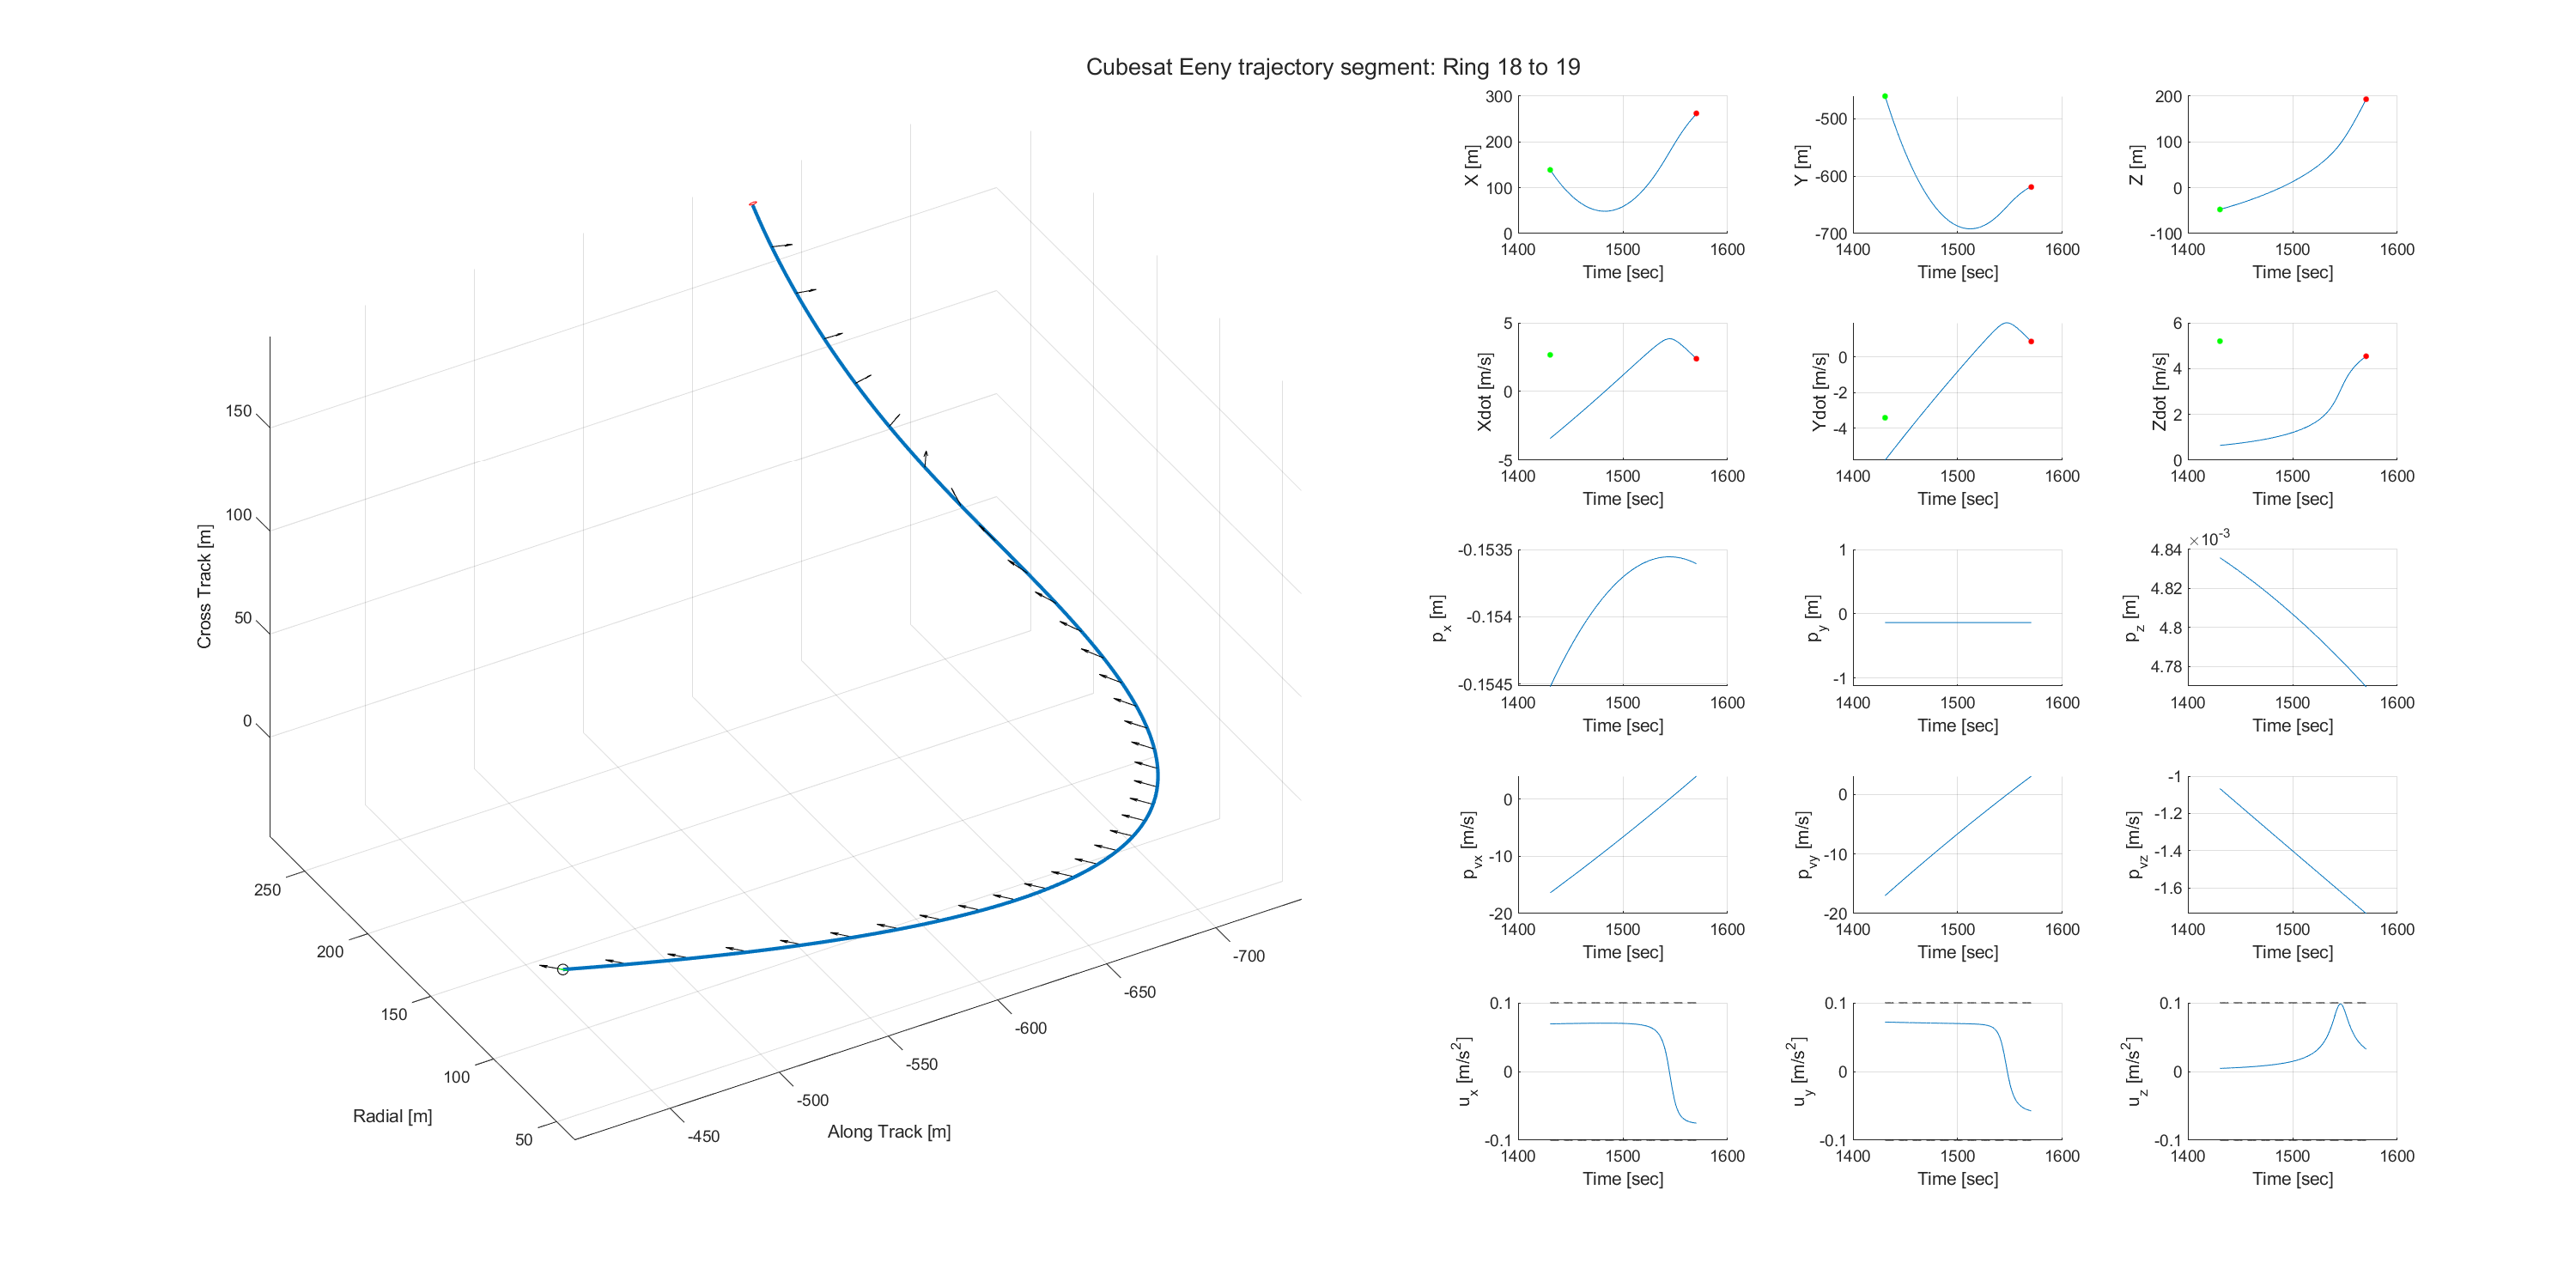 Cubesat Eeny trajectory segment: Ring 18 to 19
150
100
50
0
Cross Track [m]
250
200
150
100
50
Radial [m]
-450
-500
-550
-600
-650
-700
Along Track [m]
300
200
100
0
X [m]
1400 1500 1600
Time [sec]
-500
-600
-700
Y [m]
1400 1500 1600
Time [sec]
200
100
0
-100
Z [m]
1400 1500 1600
Time [sec]
5
0
-5
Xdot [m/s]
1400 1500 1600
Time [sec]
0
-2
-4
Ydot [m/s]
1400 1500 1600
Time [sec]
6
4
2
0
Zdot [m/s]
1400 1500 1600
Time [sec]
-0.1535
-0.154
-0.1545
p_x [m]
1400 1500 1600
Time [sec]
1
0
-1
p_y [m]
1400 1500 1600
Time [sec]
×10^-3
4.84
4.82
4.8
4.78
p_z [m]
1400 1500 1600
Time [sec]
0
-10
-20
p_vx [m/s]
1400 1500 1600
Time [sec]
0
-10
-20
p_vy [m/s]
1400 1500 1600
Time [sec]
-1
-1.2
-1.4
-1.6
p_vz [m/s]
1400 1500 1600
Time [sec]
0.1
0
-0.1
u_x [m/s^2]
1400 1500 1600
Time [sec]
0.1
0
-0.1
u_y [m/s^2]
1400 1500 1600
Time [sec]
0.1
0
-0.1
u_z [m/s^2]
1400 1500 1600
Time [sec]